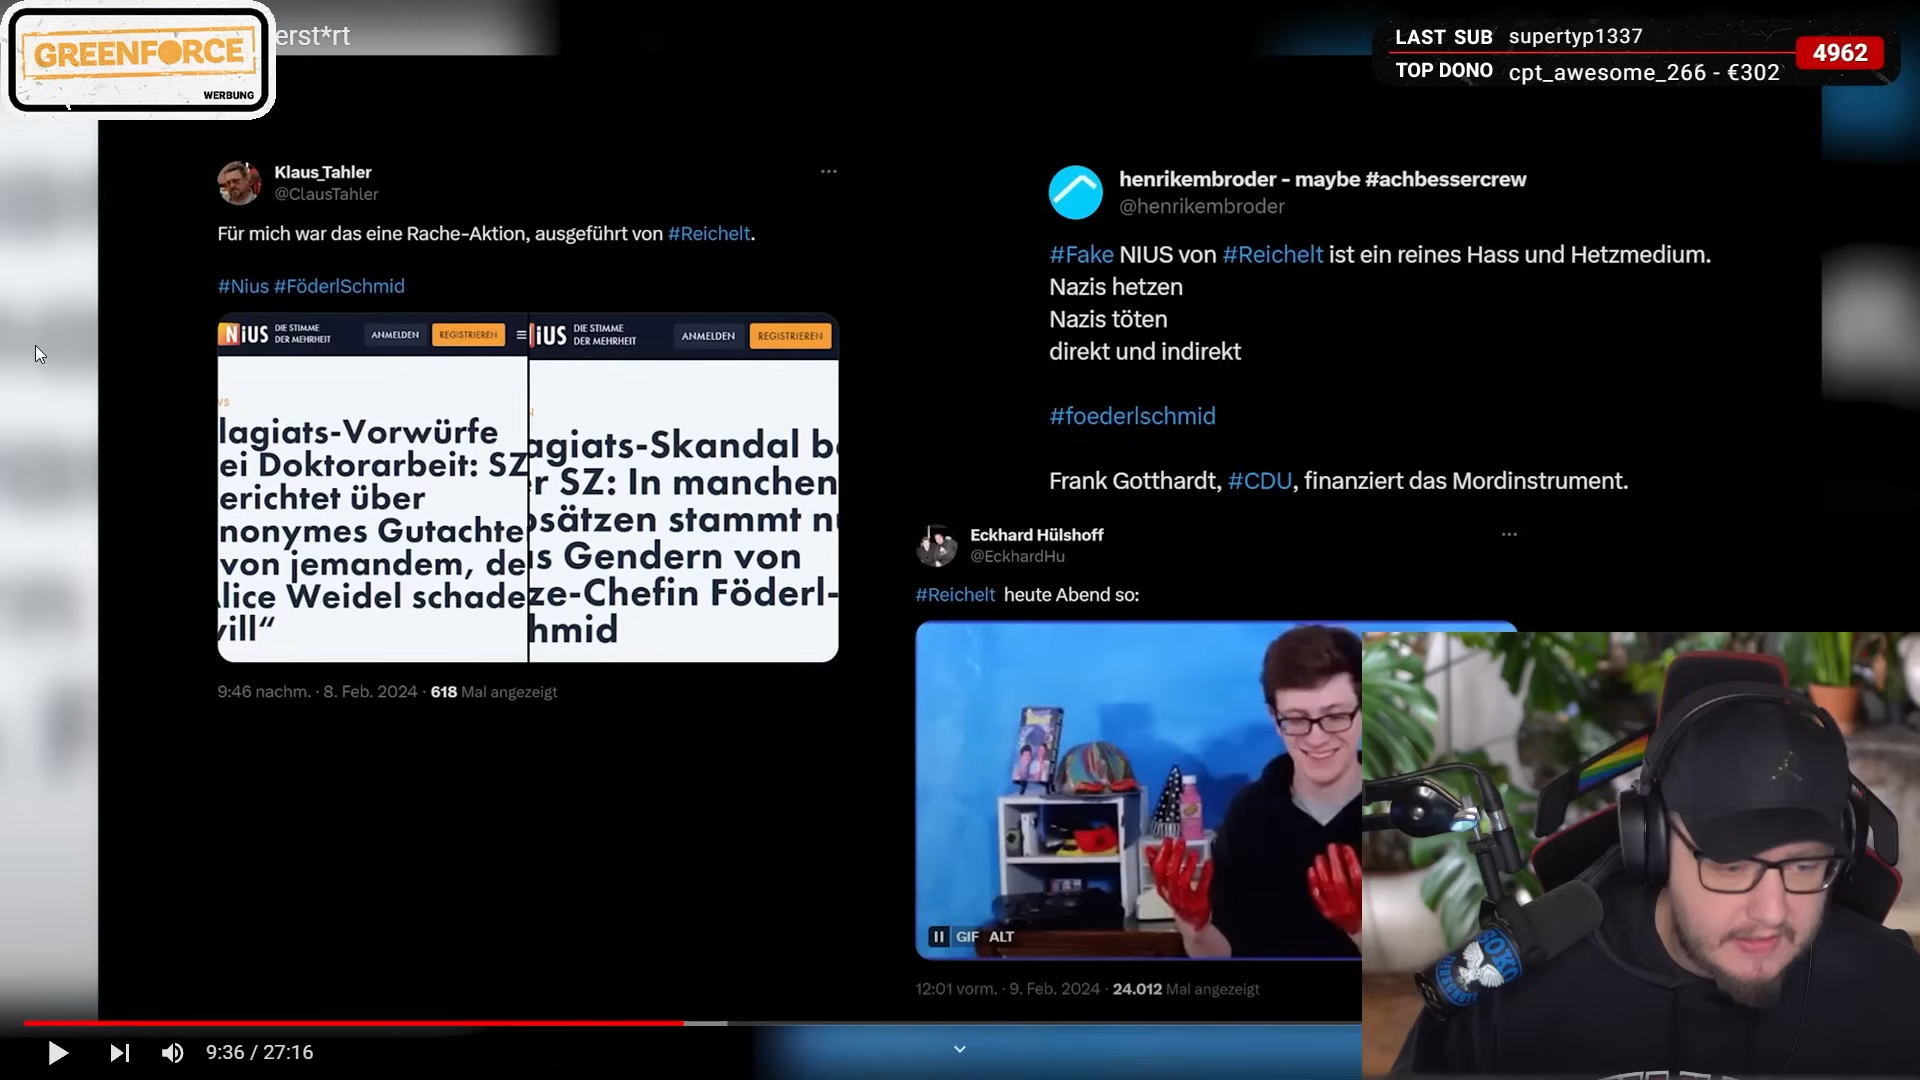 GREENFORCE
WERBUNG
erst*rt
LAST SUB supertyp1337
TOP DONO cpt_awesome_266 - €302
4962
Klaus_Tahler
@ClausTahler
Für mich war das eine Rache-Aktion, ausgeführt von #Reichelt.
#Nius #FöderlSchmid
NiUS DIE STIMME
DER MEHRHEIT
ANMELDEN
REGISTRIEREN
lagiats-Vorwürfe
ei Doktorarbeit: SZ
erichtet über
nonymes Gutachte
von jemandem, de
lice Weidel schade
vill“
iUS DIE STIMME
DER MEHRHEIT
ANMELDEN
REGISTRIEREN
agiats-Skandal b
r SZ: In manchen
sätzen stammt n
s Gendern von
ze-Chefin Föderl-
hmid
9:46 nachm. · 8. Feb. 2024 · 618 Mal angezeigt
henrikembroder - maybe #achbessercrew
@henrikembroder
#Fake NIUS von #Reichelt ist ein reines Hass und Hetzmedium.
Nazis hetzen
Nazis töten
direkt und indirekt
#foederlschmid
Frank Gotthardt, #CDU, finanziert das Mordinstrument.
Eckhard Hülshoff
@EckhardHu
#Reichelt heute Abend so:
GIF ALT
12:01 vorm. · 9. Feb. 2024 · 24.012 Mal angezeigt
SOKO
TIERSCHUTZ
9:36 / 27:16